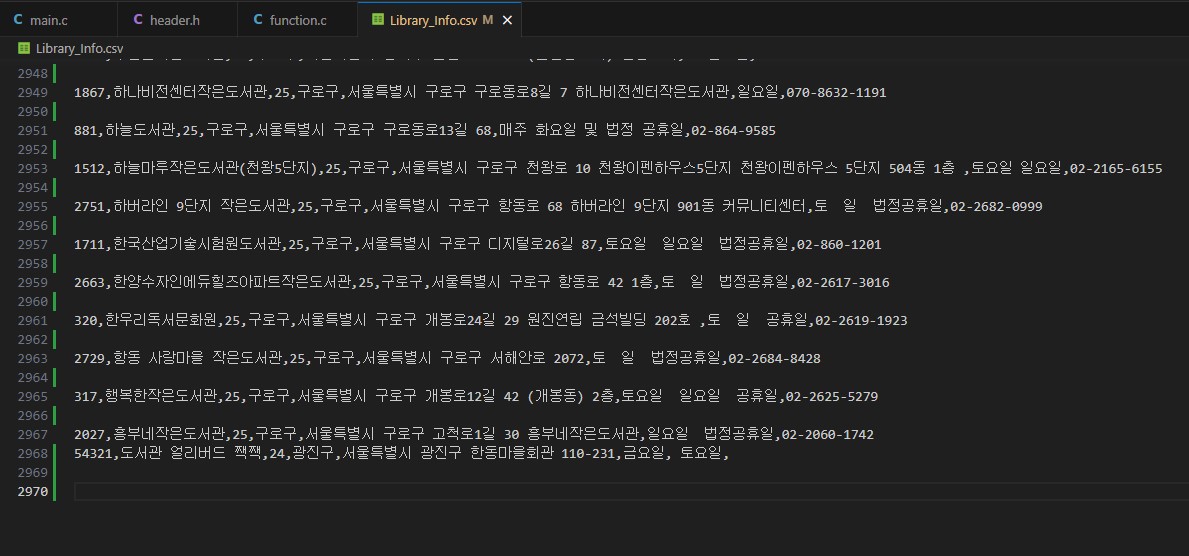 main.c
header.h
function.c
Library_Info.csv M
Library_Info.csv
2948
2949 1867,하나비전센터작은도서관,25,구로구,서울특별시 구로구 구로동로8길 7 하나비전센터작은도서관,일요일,070-8632-1191
2950
2951 881,하늘도서관,25,구로구,서울특별시 구로구 구로동로13길 68,매주 화요일 및 법정 공휴일,02-864-9585
2952
2953 1512,하늘마루작은도서관(천왕5단지),25,구로구,서울특별시 구로구 천왕로 10 천왕이펜하우스5단지 천왕이펜하우스 5단지 504동 1층 ,토요일 일요일,02-2165-6155
2954
2955 2751,하버라인 9단지 작은도서관,25,구로구,서울특별시 구로구 항동로 68 하버라인 9단지 901동 커뮤니티센터,토  일  법정공휴일,02-2682-0999
2956
2957 1711,한국산업기술시험원도서관,25,구로구,서울특별시 구로구 디지털로26길 87,토요일  일요일  법정공휴일,02-860-1201
2958
2959 2663,한양수자인에듀힐즈아파트작은도서관,25,구로구,서울특별시 구로구 항동로 42 1층,토  일  법정공휴일,02-2617-3016
2960
2961 320,한우리독서문화원,25,구로구,서울특별시 구로구 개봉로24길 29 원진연립 금석빌딩 202호 ,토  일  공휴일,02-2619-1923
2962
2963 2729,항동 사랑마을 작은도서관,25,구로구,서울특별시 구로구 서해안로 2072,토  일  법정공휴일,02-2684-8428
2964
2965 317,행복한작은도서관,25,구로구,서울특별시 구로구 개봉로12길 42 (개봉동) 2층,토요일  일요일  공휴일,02-2625-5279
2966
2967 2027,흥부네작은도서관,25,구로구,서울특별시 구로구 고척로1길 30 흥부네작은도서관,일요일  법정공휴일,02-2060-1742
2968 54321,도서관 얼리버드 짹짹,24,광진구,서울특별시 광진구 한동마을회관 110-231,금요일, 토요일,
2969
2970